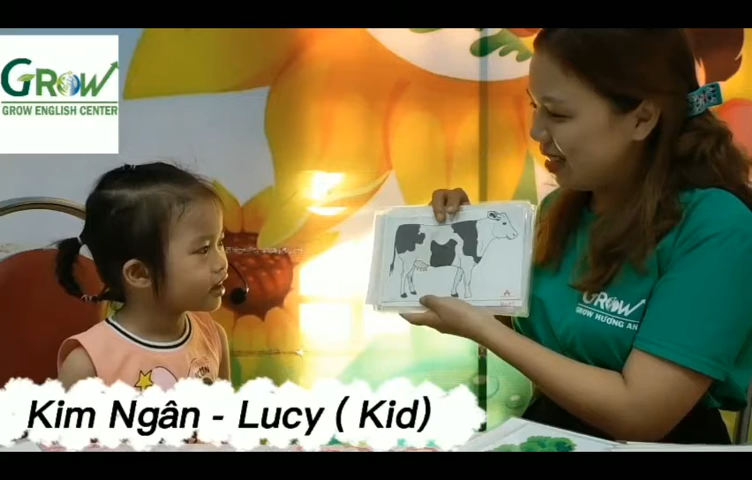 GROW
GROW ENGLISH CENTER
GROW
GROW HƯƠNG AN
Kim Ngân - Lucy ( Kid)